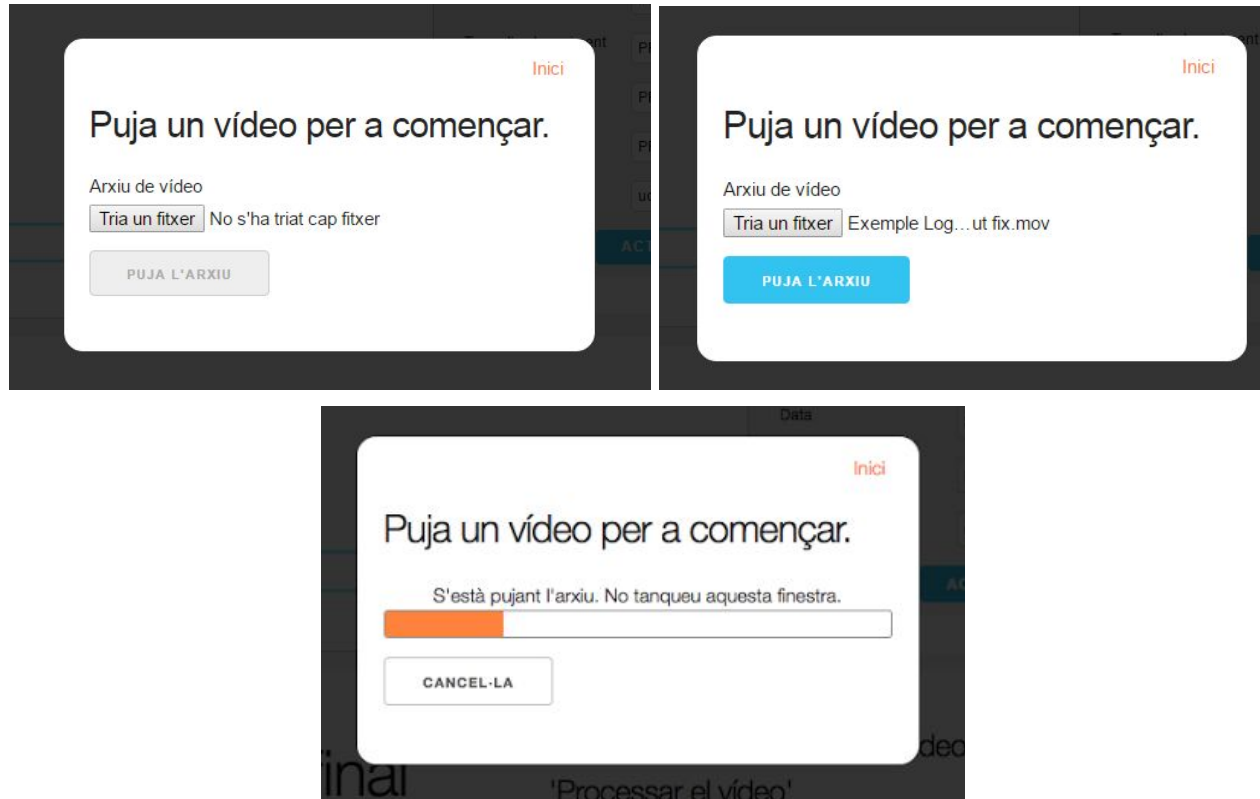 Inici
Puja un vídeo per a començar.
Arxiu de vídeo
Tria un fitxer No s'ha triat cap fitxer
PUJA L'ARXIU
Inici
Puja un vídeo per a començar.
Arxiu de vídeo
Tria un fitxer Exemple Log…ut fix.mov
PUJA L'ARXIU
Data
Inici
Puja un vídeo per a començar.
S'està pujant l'arxiu. No tanqueu aquesta finestra.
CANCEL·LA
'Processar el vídeo'